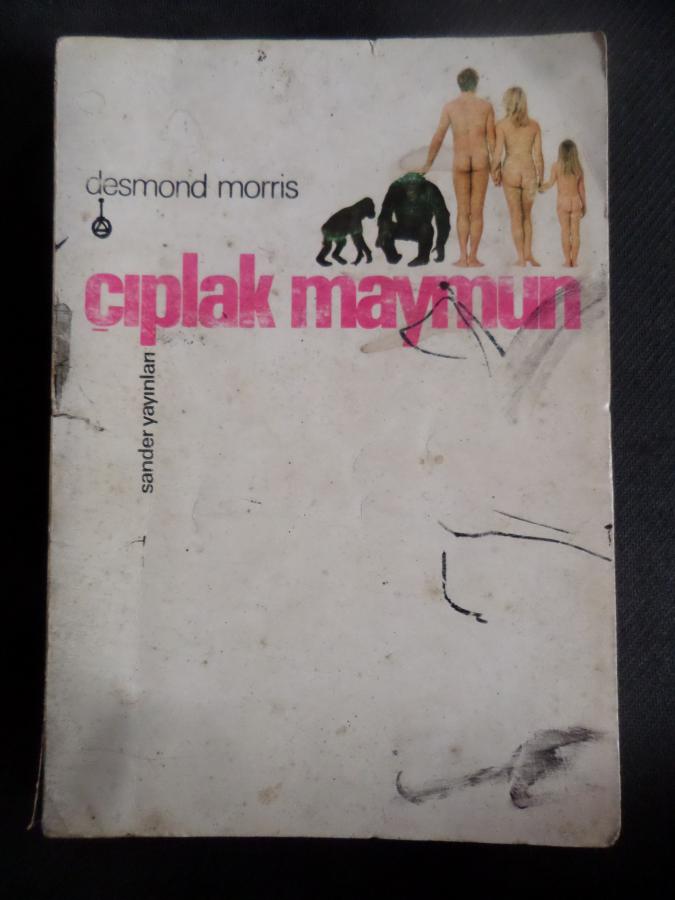 desmond morris
çıplak maymun
sander yayınları